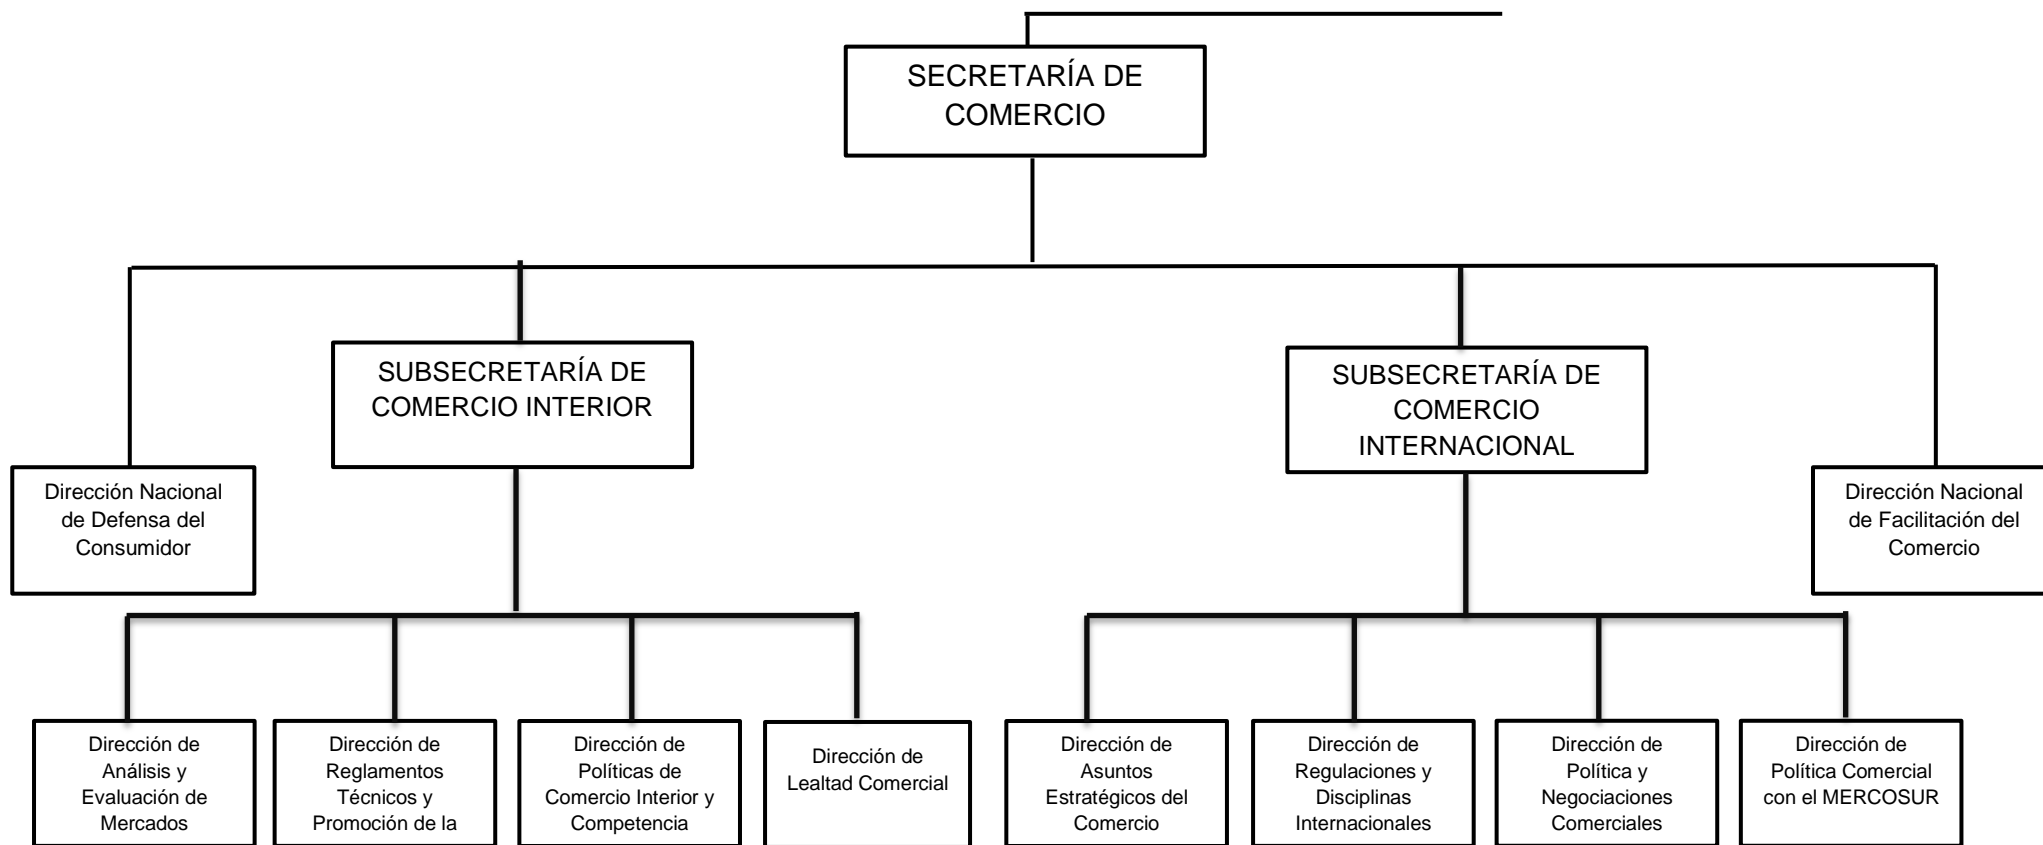 SECRETARÍA DE
COMERCIO
SUBSECRETARÍA DE
COMERCIO INTERIOR
SUBSECRETARÍA DE
COMERCIO
INTERNACIONAL
Dirección Nacional
de Defensa del
Consumidor
Dirección Nacional
de Facilitación del
Comercio
Dirección de
Análisis y
Evaluación de
Mercados
Dirección de
Reglamentos
Técnicos y
Promoción de la
Dirección de
Políticas de
Comercio Interior y
Competencia
Dirección de
Lealtad Comercial
Dirección de
Asuntos
Estratégicos del
Comercio
Dirección de
Regulaciones y
Disciplinas
Internacionales
Dirección de
Política y
Negociaciones
Comerciales
Dirección de
Política Comercial
con el MERCOSUR